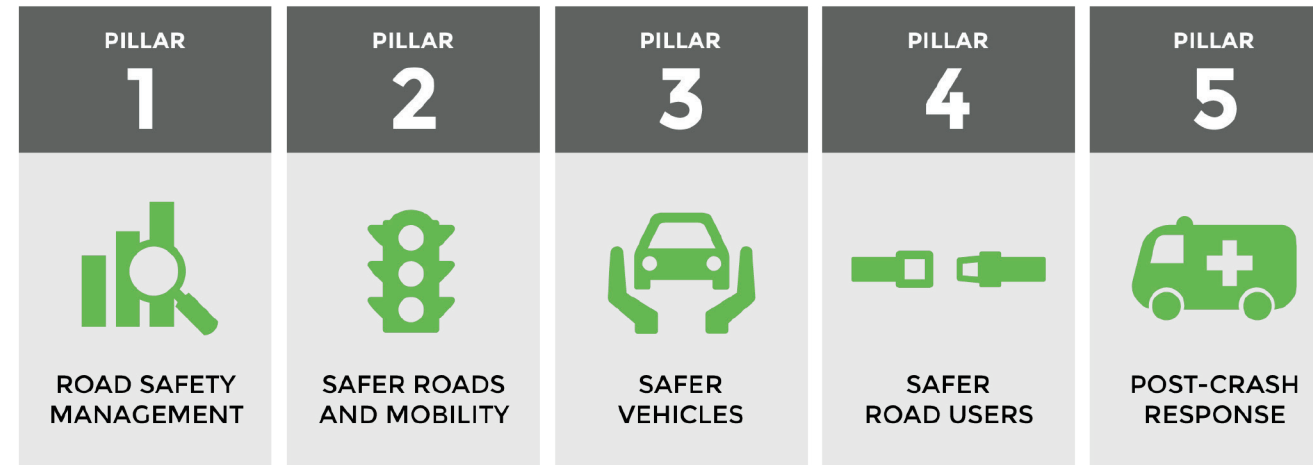 PILLAR
1
ROAD SAFETY
MANAGEMENT
PILLAR
2
SAFER ROADS
AND MOBILITY
PILLAR
3
SAFER
VEHICLES
PILLAR
4
SAFER
ROAD USERS
PILLAR
5
POST-CRASH
RESPONSE